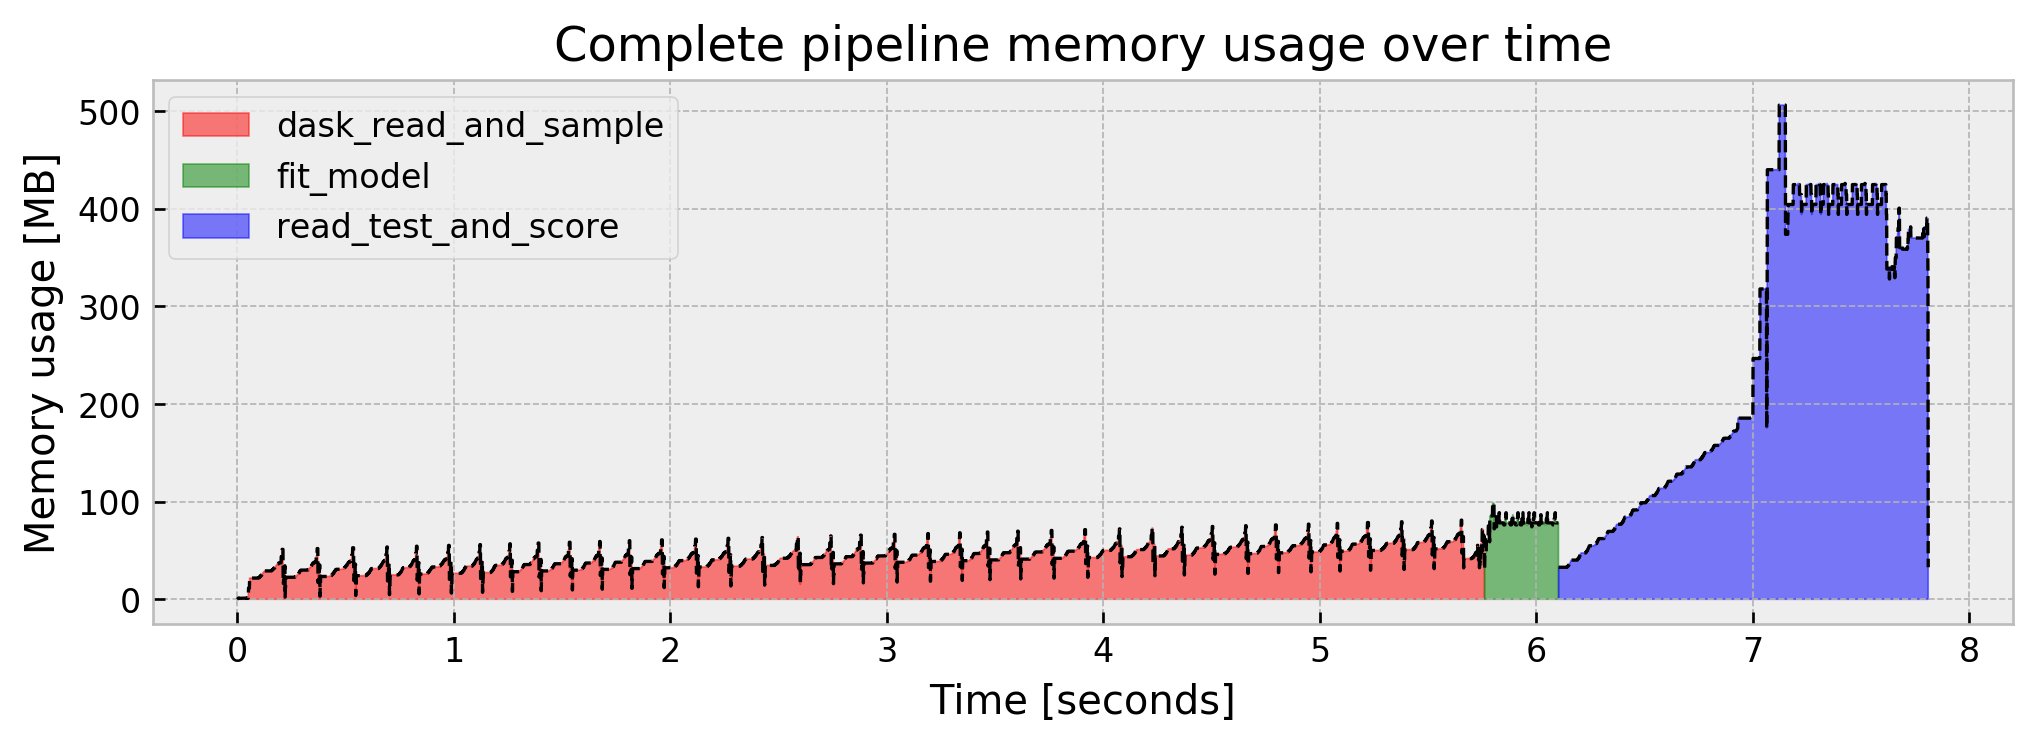 Complete pipeline memory usage over time
dask_read_and_sample
fit_model
read_test_and_score
Memory usage [MB]
500
400
300
200
100
0
0 1 2 3 4 5 6 7 8
Time [seconds]